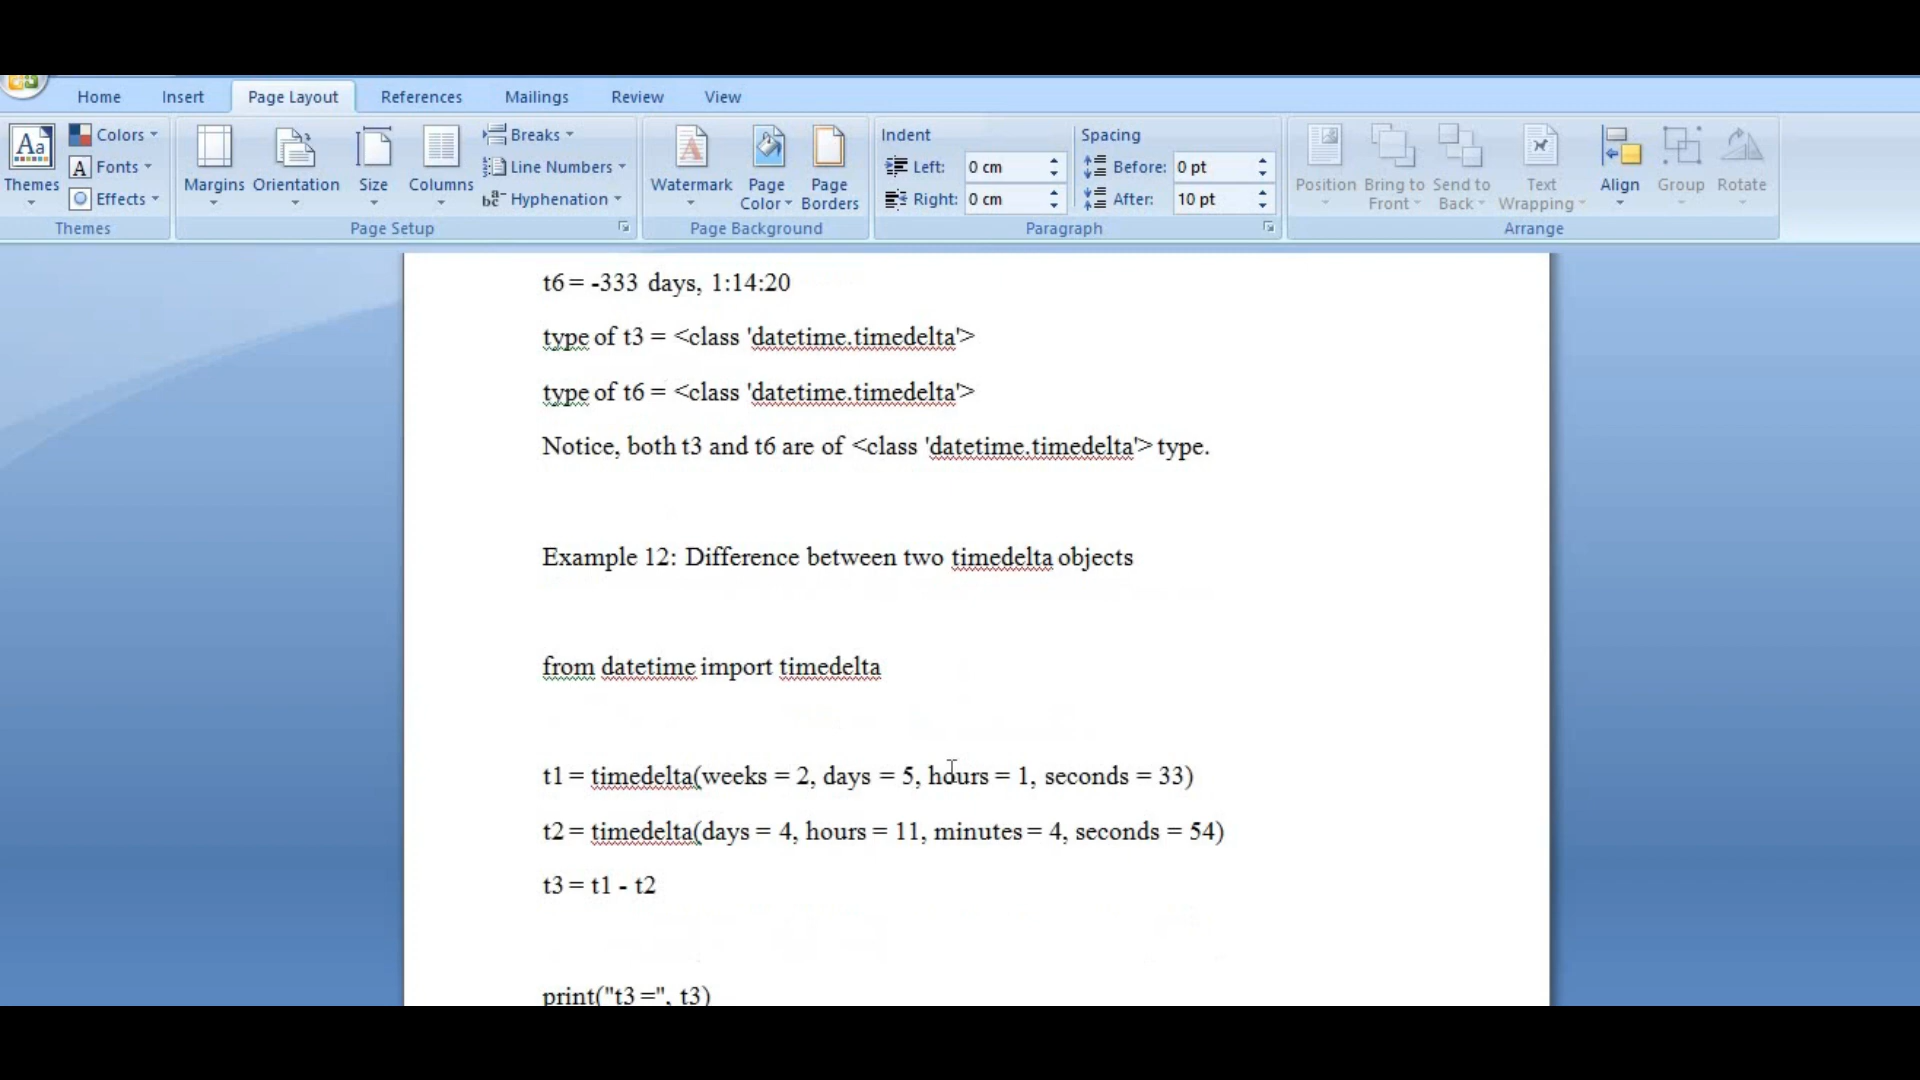 Home Insert Page Layout References Mailings Review View
Themes Colors Fonts Effects Themes
Margins Orientation Size Columns Breaks Line Numbers Hyphenation Page Setup
Watermark Page Color Page Borders Page Background
Indent Left: 0 cm Right: 0 cm Spacing Before: 0 pt After: 10 pt Paragraph
Position Bring to Front Send to Back Text Wrapping Align Group Rotate Arrange
t6 = -333 days, 1:14:20
type of t3 = <class 'datetime.timedelta'>
type of t6 = <class 'datetime.timedelta'>
Notice, both t3 and t6 are of <class 'datetime.timedelta'> type.
Example 12: Difference between two timedelta objects
from datetime import timedelta
t1 = timedelta(weeks = 2, days = 5, hours = 1, seconds = 33)
t2 = timedelta(days = 4, hours = 11, minutes = 4, seconds = 54)
t3 = t1 - t2
print("t3 =", t3)